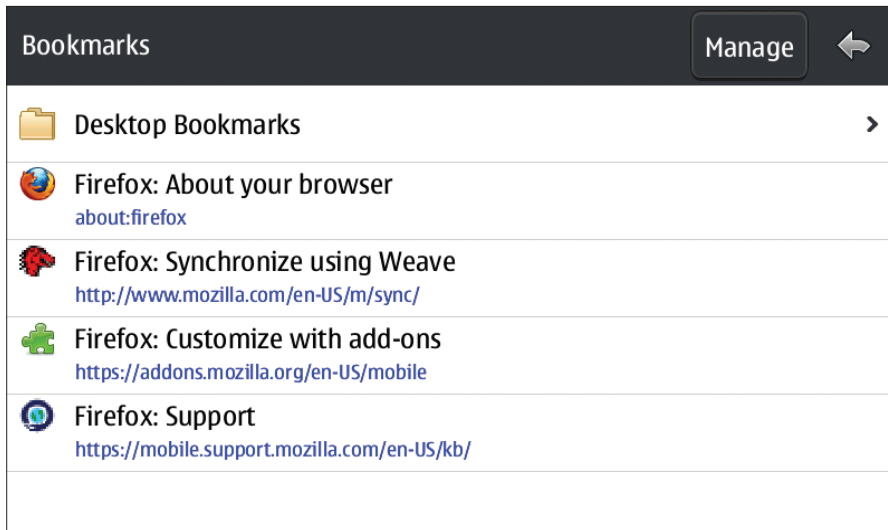 Bookmarks
Manage
Desktop Bookmarks
Firefox: About your browser
about:firefox
Firefox: Synchronize using Weave
http://www.mozilla.com/en-US/m/sync/
Firefox: Customize with add-ons
https://addons.mozilla.org/en-US/mobile
Firefox: Support
https://mobile.support.mozilla.com/en-US/kb/